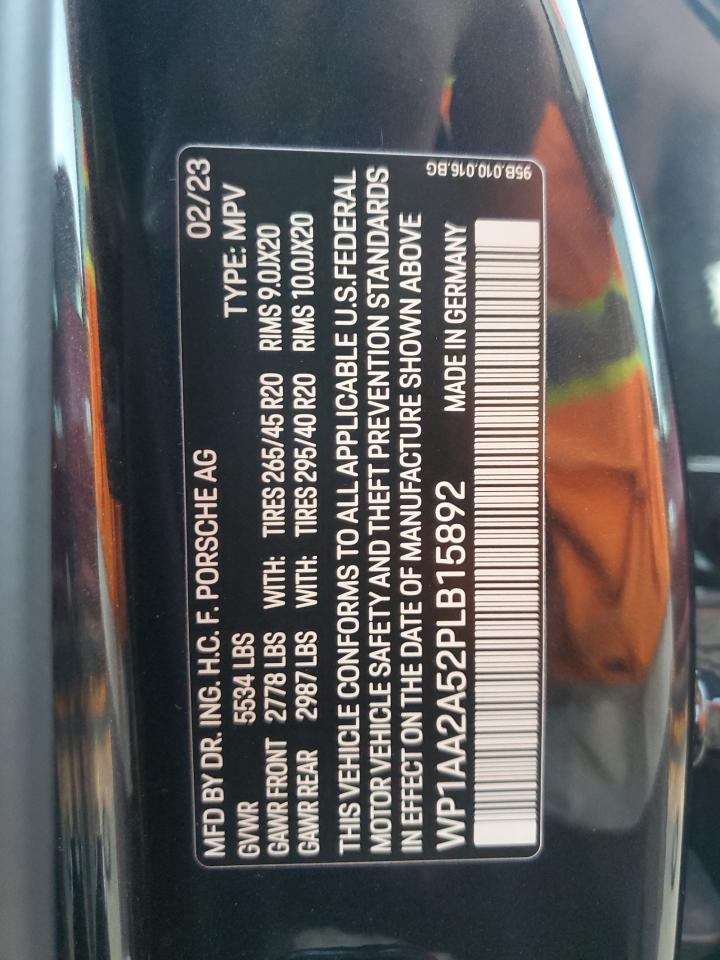 MFD BY DR. ING. H.C. F. PORSCHE AG 02/23
GVWR 5534 LBS TYPE: MPV
GAWR FRONT 2778 LBS WITH: TIRES 265/45 R20 RIMS 9.0JX20
GAWR REAR 2987 LBS WITH: TIRES 295/40 R20 RIMS 10.0JX20
THIS VEHICLE CONFORMS TO ALL APPLICABLE U.S. FEDERAL
MOTOR VEHICLE SAFETY AND THEFT PREVENTION STANDARDS
IN EFFECT ON THE DATE OF MANUFACTURE SHOWN ABOVE
WP1AA2A52PLB15892 MADE IN GERMANY
95B.010.016.BG